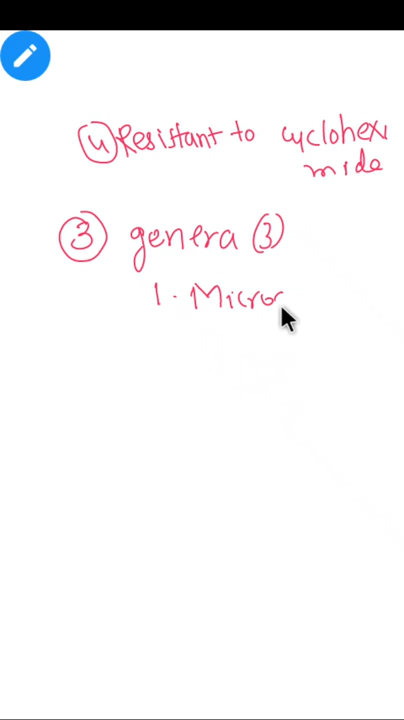 (4) Resistant to cyclohexi
mide
(3) genera (3)
1. Micro